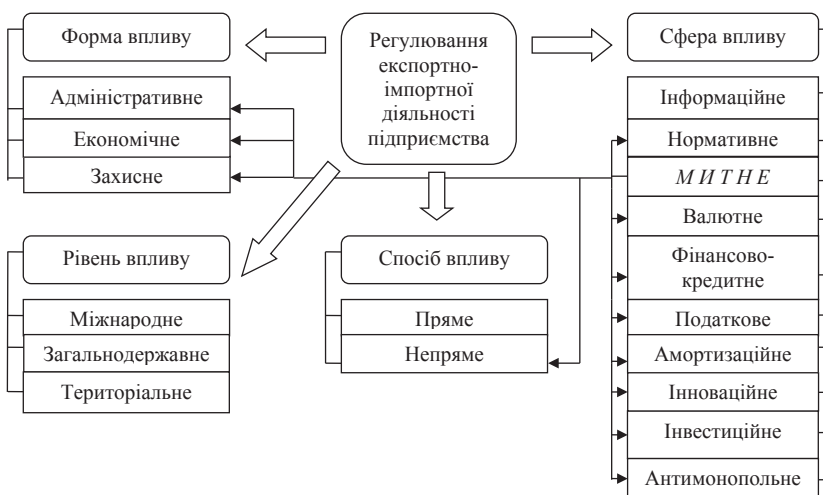 Форма впливу
Регулювання
експортно-
імпортної
діяльності
підприємства
Сфера впливу
Адміністративне
Економічне
Захисне
Інформаційне
Нормативне
МИТНЕ
Валютне
Фінансово-
кредитне
Податкове
Амортизаційне
Інноваційне
Інвестиційне
Антимонопольне
Рівень впливу
Міжнародне
Загальнодержавне
Територіальне
Спосіб впливу
Пряме
Непряме